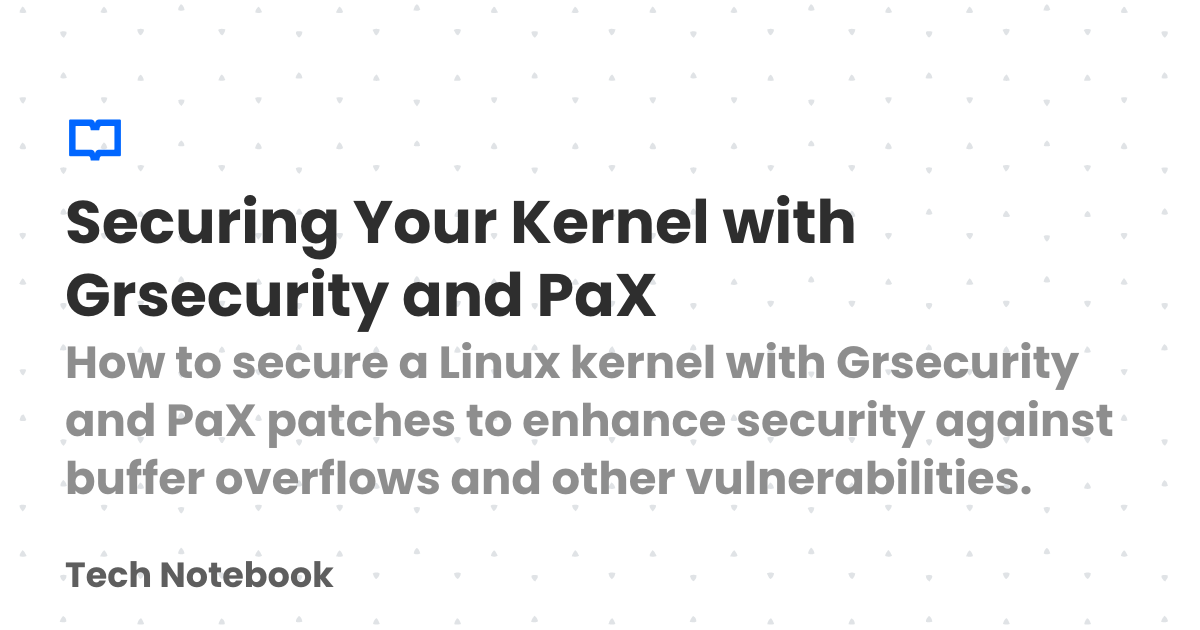 Securing Your Kernel with
Grsecurity and PaX
How to secure a Linux kernel with Grsecurity
and PaX patches to enhance security against
buffer overflows and other vulnerabilities.
Tech Notebook